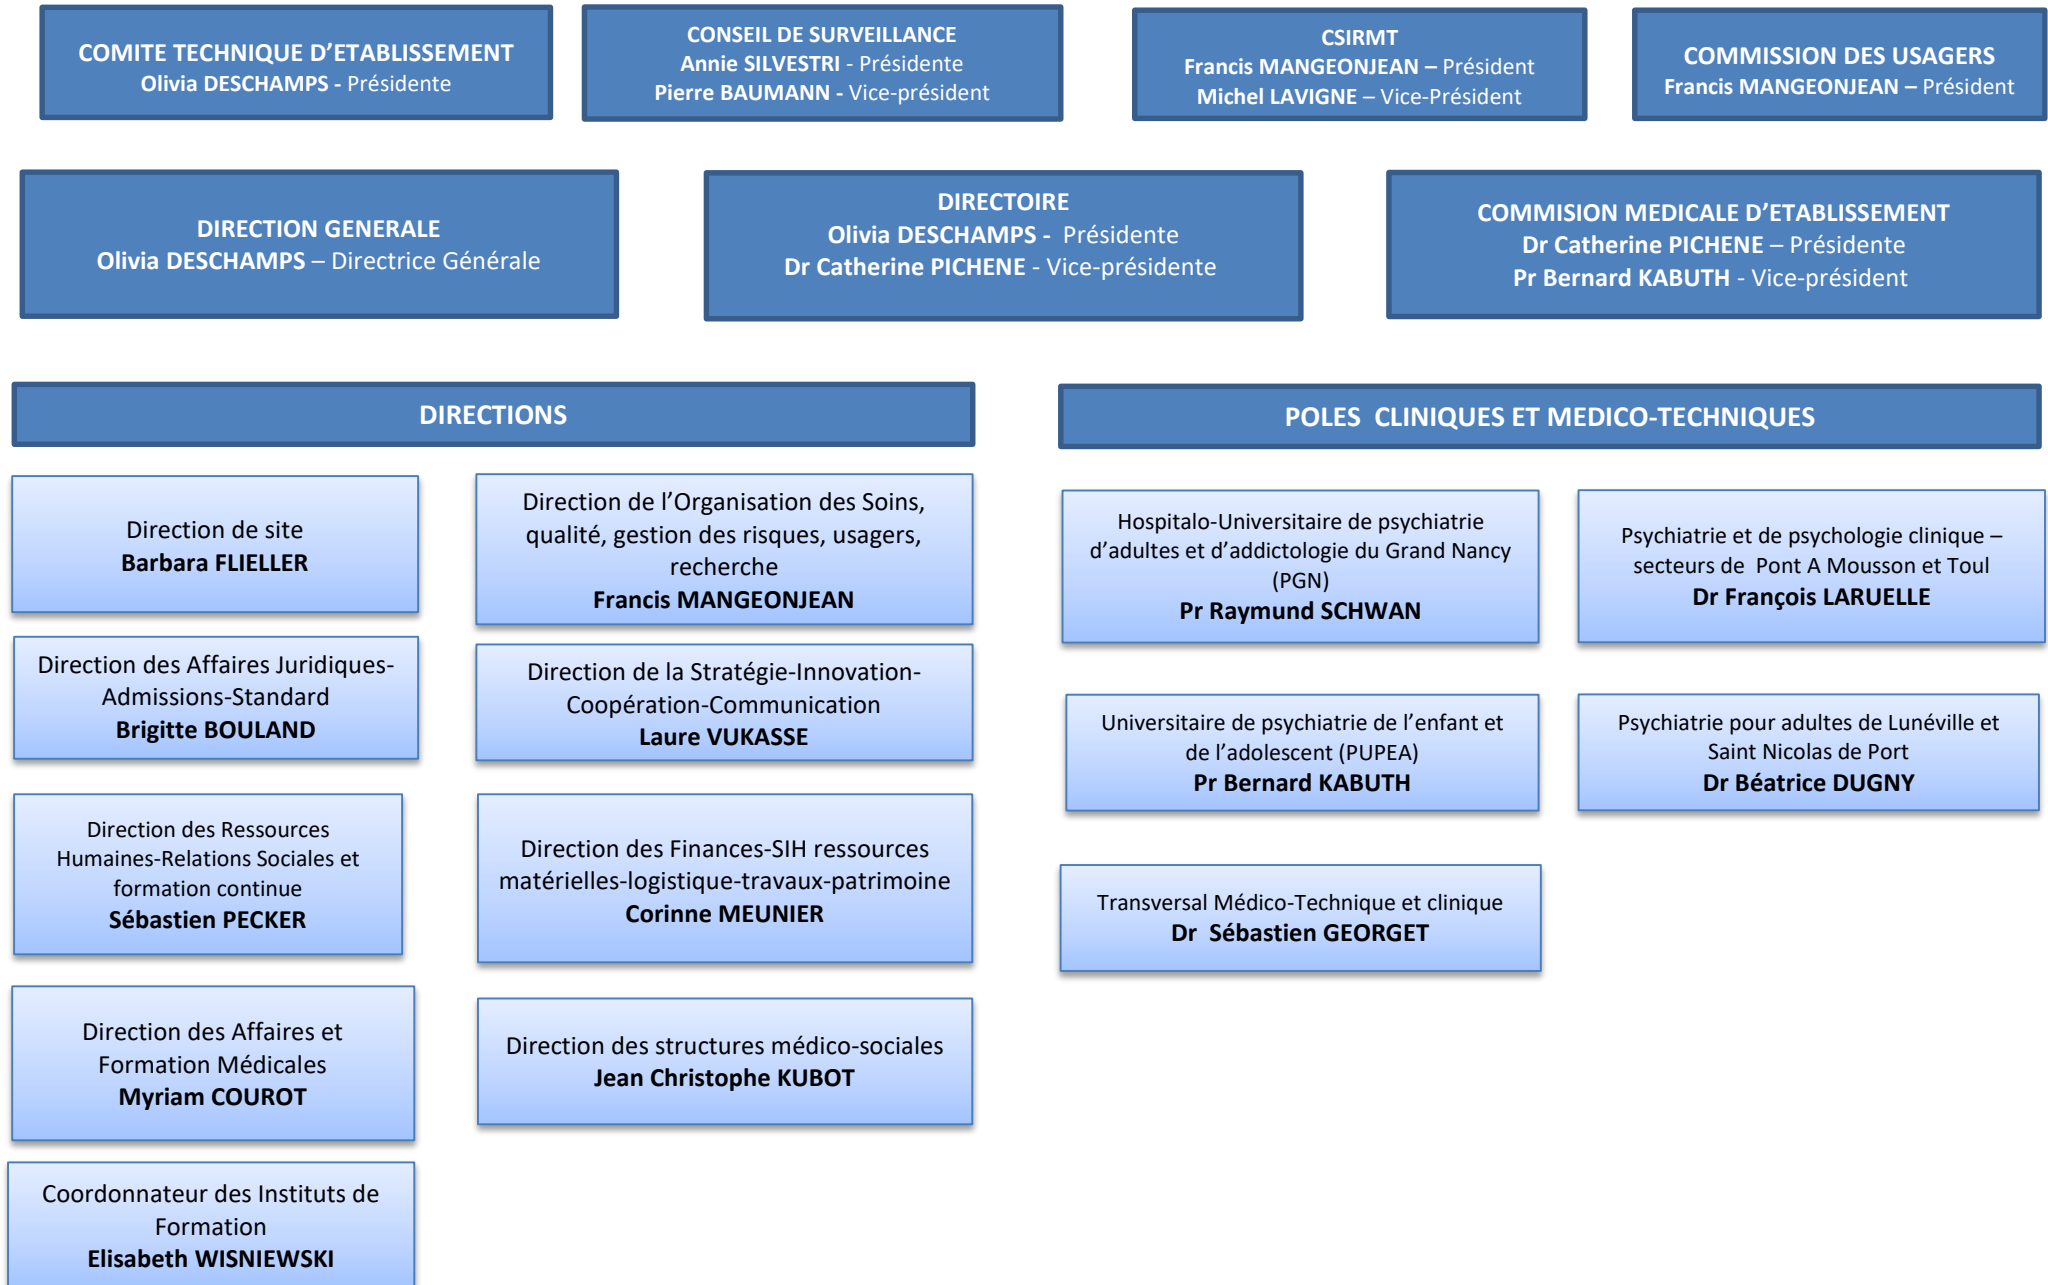 COMITE TECHNIQUE D’ETABLISSEMENT
Olivia DESCHAMPS - Présidente
CONSEIL DE SURVEILLANCE
Annie SILVESTRI - Présidente
Pierre BAUMANN - Vice-président
CSIRMT
Francis MANGEONJEAN – Président
Michel LAVIGNE – Vice-Président
COMMISSION DES USAGERS
Francis MANGEONJEAN – Président
DIRECTION GENERALE
Olivia DESCHAMPS – Directrice Générale
DIRECTOIRE
Olivia DESCHAMPS - Présidente
Dr Catherine PICHENE - Vice-présidente
COMMISION MEDICALE D’ETABLISSEMENT
Dr Catherine PICHENE – Présidente
Pr Bernard KABUTH - Vice-président
DIRECTIONS
Direction de site
Barbara FLIELLER
Direction de l’Organisation des Soins,
qualité, gestion des risques, usagers,
recherche
Francis MANGEONJEAN
Direction des Affaires Juridiques-
Admissions-Standard
Brigitte BOULAND
Direction de la Stratégie-Innovation-
Coopération-Communication
Laure VUKASSE
Direction des Ressources
Humaines-Relations Sociales et
formation continue
Sébastien PECKER
Direction des Finances-SIH ressources
matérielles-logistique-travaux-patrimoine
Corinne MEUNIER
Direction des Affaires et
Formation Médicales
Myriam COUROT
Direction des structures médico-sociales
Jean Christophe KUBOT
Coordonnateur des Instituts de
Formation
Elisabeth WISNIEWSKI
POLES CLINIQUES ET MEDICO-TECHNIQUES
Hospitalo-Universitaire de psychiatrie
d’adultes et d’addictologie du Grand Nancy
(PGN)
Pr Raymund SCHWAN
Psychiatrie et de psychologie clinique –
secteurs de Pont A Mousson et Toul
Dr François LARUELLE
Universitaire de psychiatrie de l’enfant et
de l’adolescent (PUPEA)
Pr Bernard KABUTH
Psychiatrie pour adultes de Lunéville et
Saint Nicolas de Port
Dr Béatrice DUGNY
Transversal Médico-Technique et clinique
Dr Sébastien GEORGET